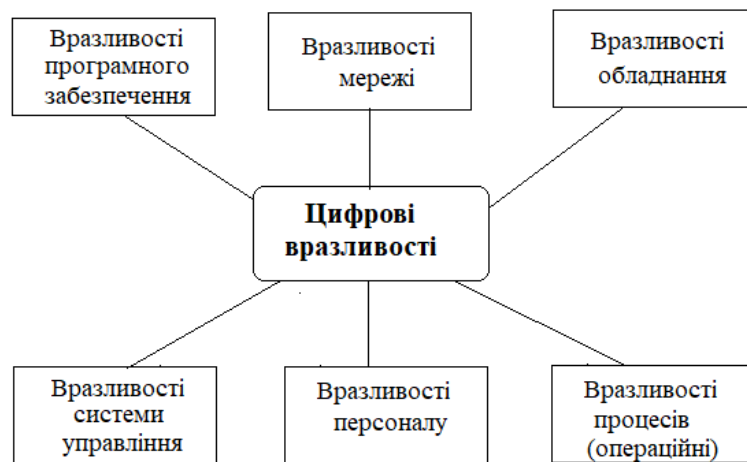 Вразливості
програмного
забезпечення
Вразливості
мережі
Вразливості
обладнання
Цифрові
вразливості
Вразливості
системи
управління
Вразливості
персоналу
Вразливості
процесів
(операційні)